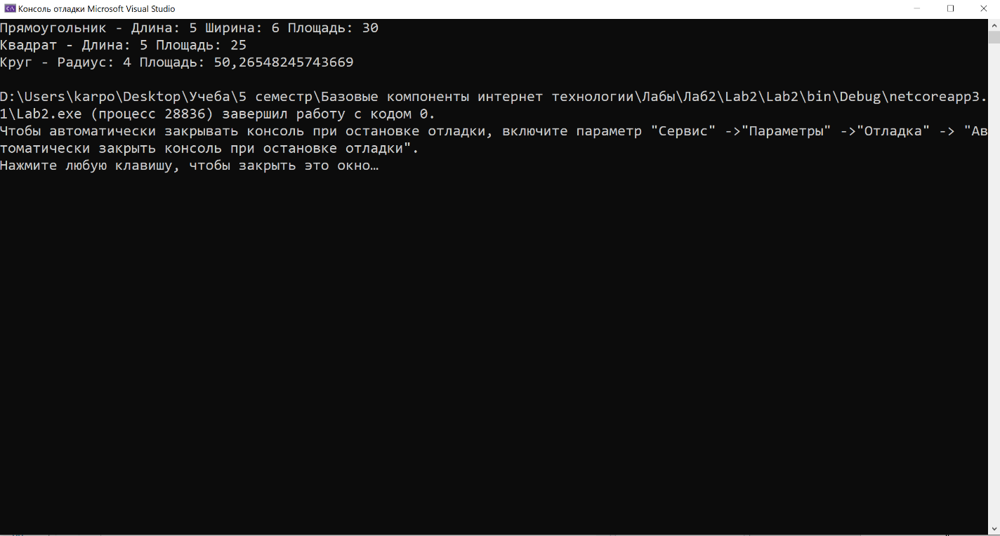 Консоль отладки Microsoft Visual Studio
Прямоугольник - Длина: 5 Ширина: 6 Площадь: 30
Квадрат - Длина: 5 Площадь: 25
Круг - Радиус: 4 Площадь: 50,26548245743669
D:\Users\karpo\Desktop\Учеба\5 семестр\Базовые компоненты интернет технологии\Лабы\Лаб2\Lab2\Lab2\bin\Debug\netcoreapp3.
1\Lab2.exe (процесс 28836) завершил работу с кодом 0.
Чтобы автоматически закрывать консоль при остановке отладки, включите параметр "Сервис" ->"Параметры" ->"Отладка" -> "Ав
томатически закрыть консоль при остановке отладки".
Нажмите любую клавишу, чтобы закрыть это окно…